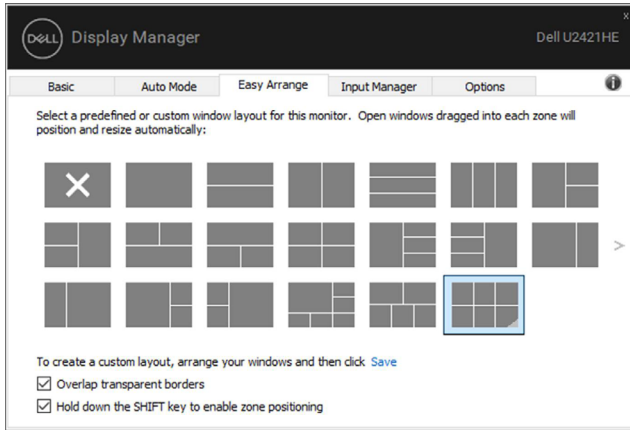 DELL Display Manager
Dell U2421HE
x
Basic Auto Mode Easy Arrange Input Manager Options i
Select a predefined or custom window layout for this monitor. Open windows dragged into each zone will
position and resize automatically:
>
To create a custom layout, arrange your windows and then click Save
Overlap transparent borders
Hold down the SHIFT key to enable zone positioning